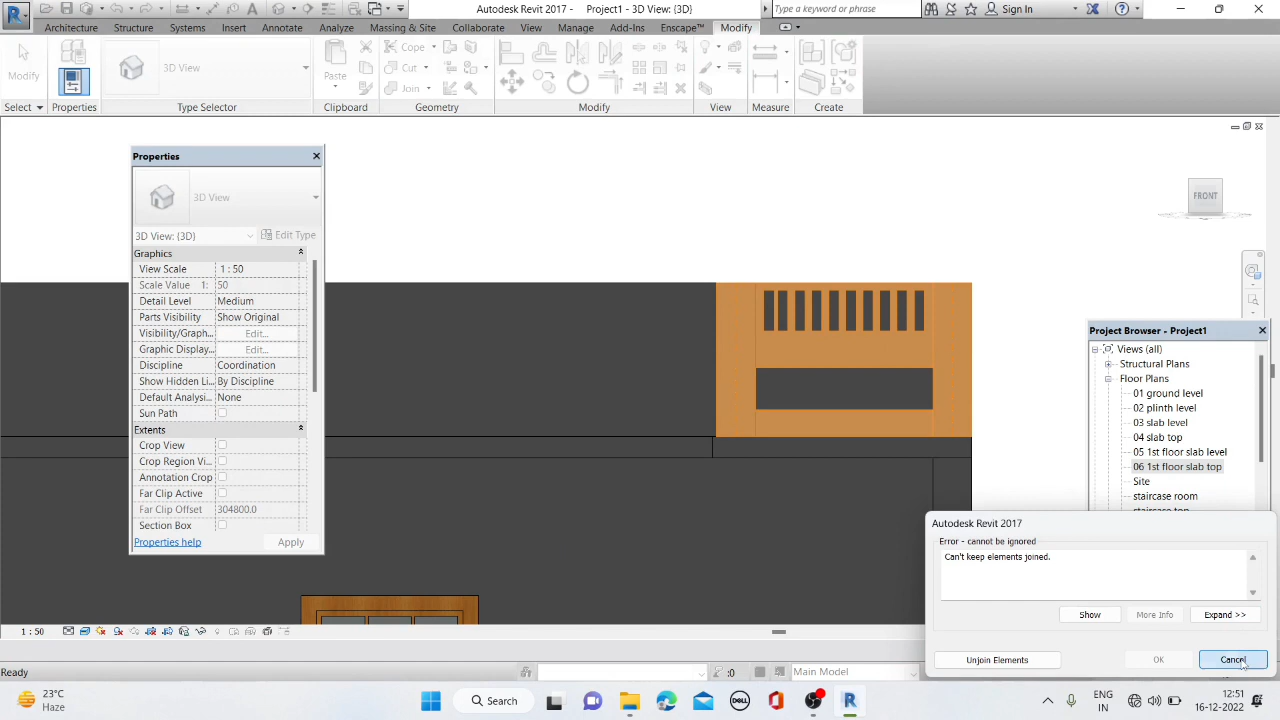 Autodesk Revit 2017 - Project1 - 3D View: {3D}
Type a keyword or phrase
Sign In
Architecture Structure Systems Insert Annotate Analyze Massing & Site Collaborate View Manage Add-Ins Enscape™ Modify
Modify
3D View
Paste
Cope
Cut
Join
Select Properties Type Selector Clipboard Geometry Modify View Measure Create
Properties
3D View
3D View: {3D} Edit Type
Graphics
View Scale 1 : 50
Scale Value 1: 50
Detail Level Medium
Parts Visibility Show Original
Visibility/Graph... Edit...
Graphic Display... Edit...
Discipline Coordination
Show Hidden Li... By Discipline
Default Analysi... None
Sun Path
Extents
Crop View
Crop Region Vi...
Annotation Crop
Far Clip Active
Far Clip Offset 304800.0
Section Box
Properties help Apply
FRONT
Project Browser - Project1
Views (all)
Structural Plans
Floor Plans
01 ground level
02 plinth level
03 slab level
04 slab top
05 1st floor slab level
06 1st floor slab top
Site
staircase room
Autodesk Revit 2017
Error - cannot be ignored
Can't keep elements joined.
Show More Info Expand >>
Unjoin Elements OK Cancel
1 : 50
Ready
:0
Main Model
23°C
Haze
Search
DELL
R
ENG
IN
12:51
16-12-2022